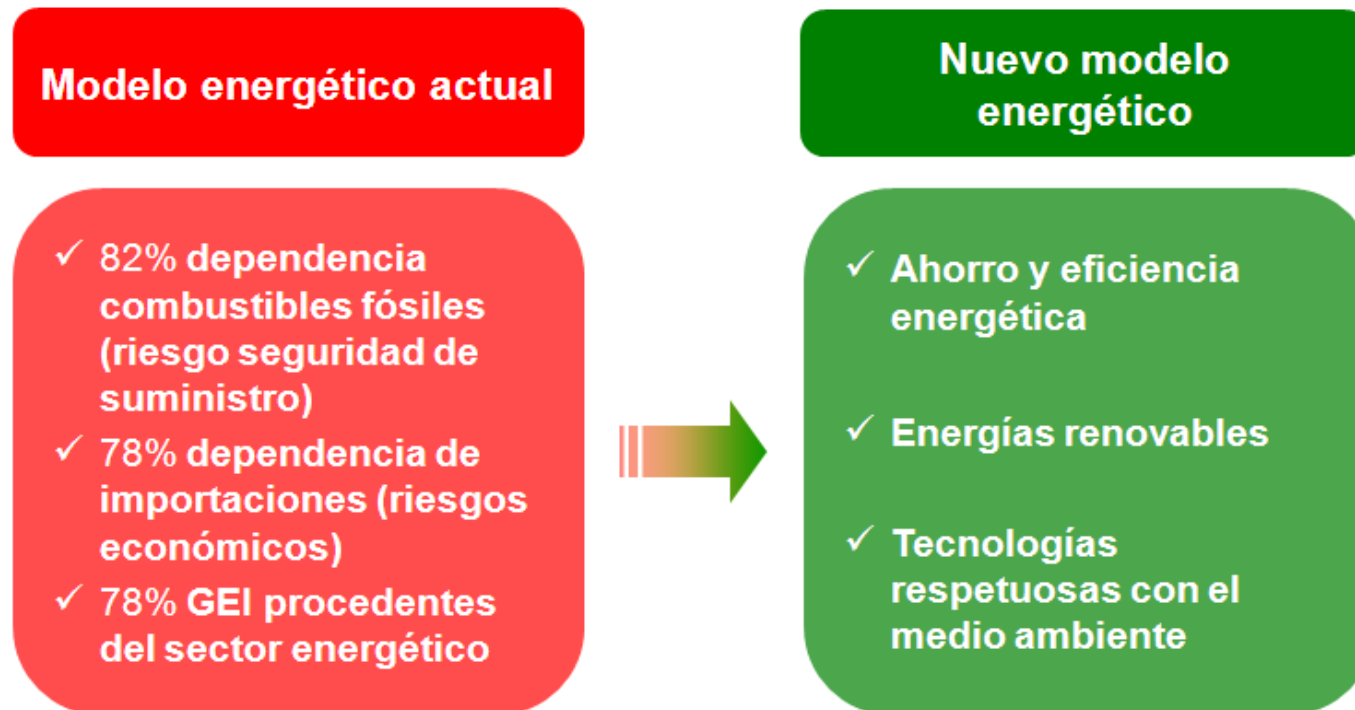 Modelo energético actual
✓ 82% dependencia
combustibles fósiles
(riesgo seguridad de
suministro)
✓ 78% dependencia de
importaciones (riesgos
económicos)
✓ 78% GEI procedentes
del sector energético
Nuevo modelo
energético
✓ Ahorro y eficiencia
energética
✓ Energías renovables
✓ Tecnologías
respetuosas con el
medio ambiente